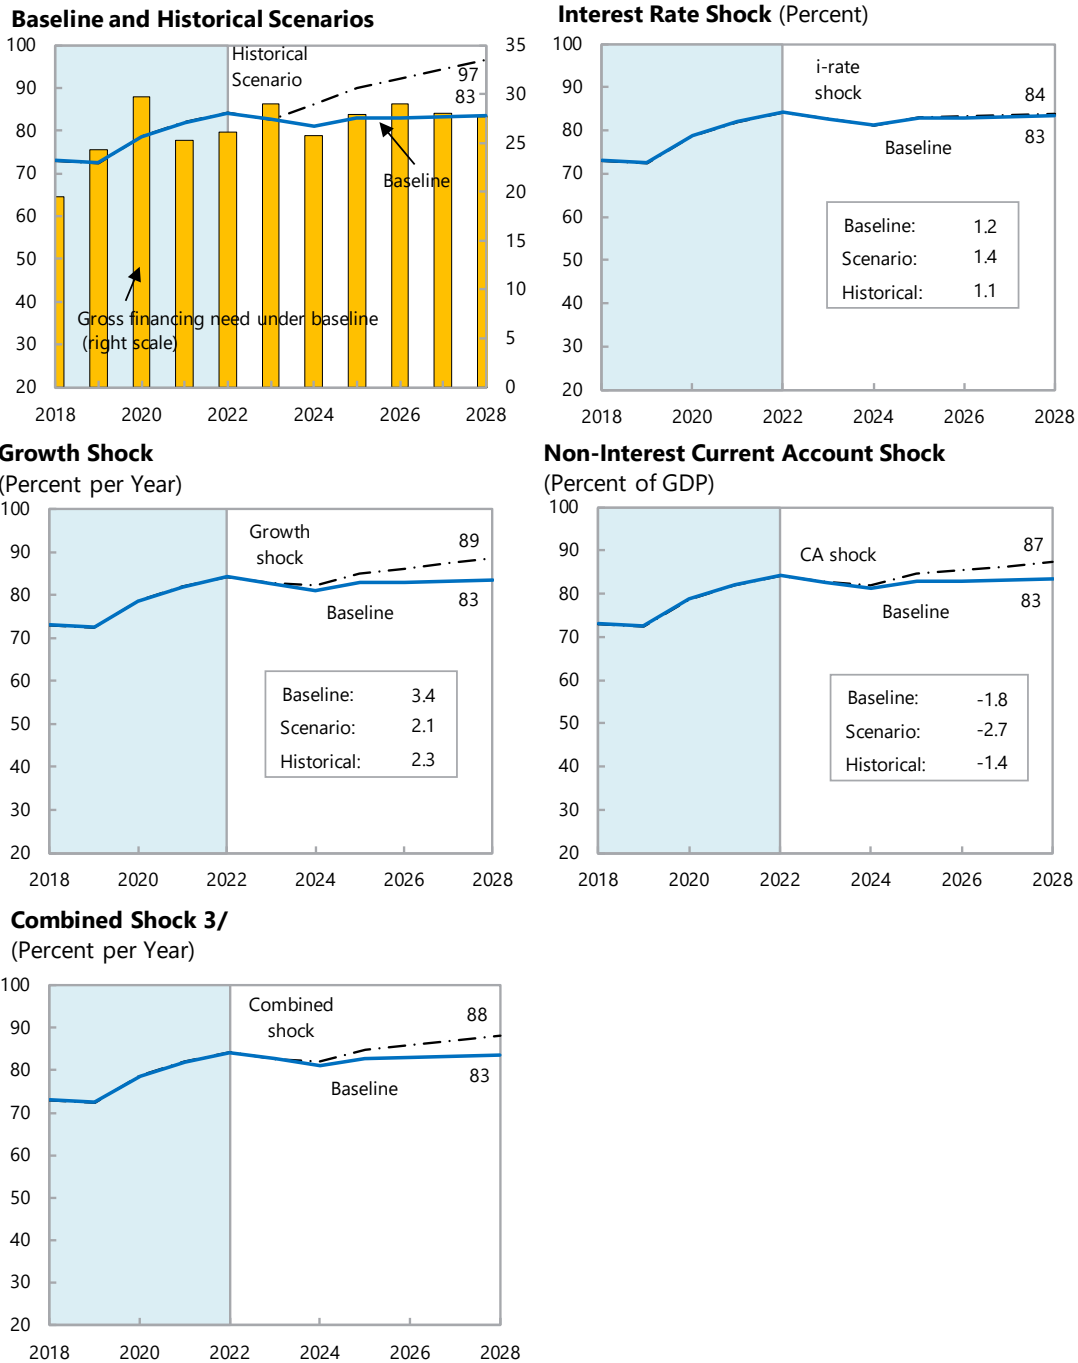 Baseline and Historical Scenarios
100
90
80
70
60
50
40
30
20
35
30
25
20
15
10
5
0
Historical
Scenario
97
83
Baseline
Gross financing need under baseline
(right scale)
2018 2020 2022 2024 2026 2028
Interest Rate Shock (Percent)
100
90
80
70
60
50
40
30
20
i-rate
shock
84
83
Baseline
Baseline: 1.2
Scenario: 1.4
Historical: 1.1
2018 2020 2022 2024 2026 2028
Growth Shock
(Percent per Year)
100
90
80
70
60
50
40
30
20
Growth
shock
89
83
Baseline
Baseline: 3.4
Scenario: 2.1
Historical: 2.3
2018 2020 2022 2024 2026 2028
Non-Interest Current Account Shock
(Percent of GDP)
100
90
80
70
60
50
40
30
20
CA shock
87
83
Baseline
Baseline: -1.8
Scenario: -2.7
Historical: -1.4
2018 2020 2022 2024 2026 2028
Combined Shock 3/
(Percent per Year)
100
90
80
70
60
50
40
30
20
Combined
shock
88
83
Baseline
2018 2020 2022 2024 2026 2028